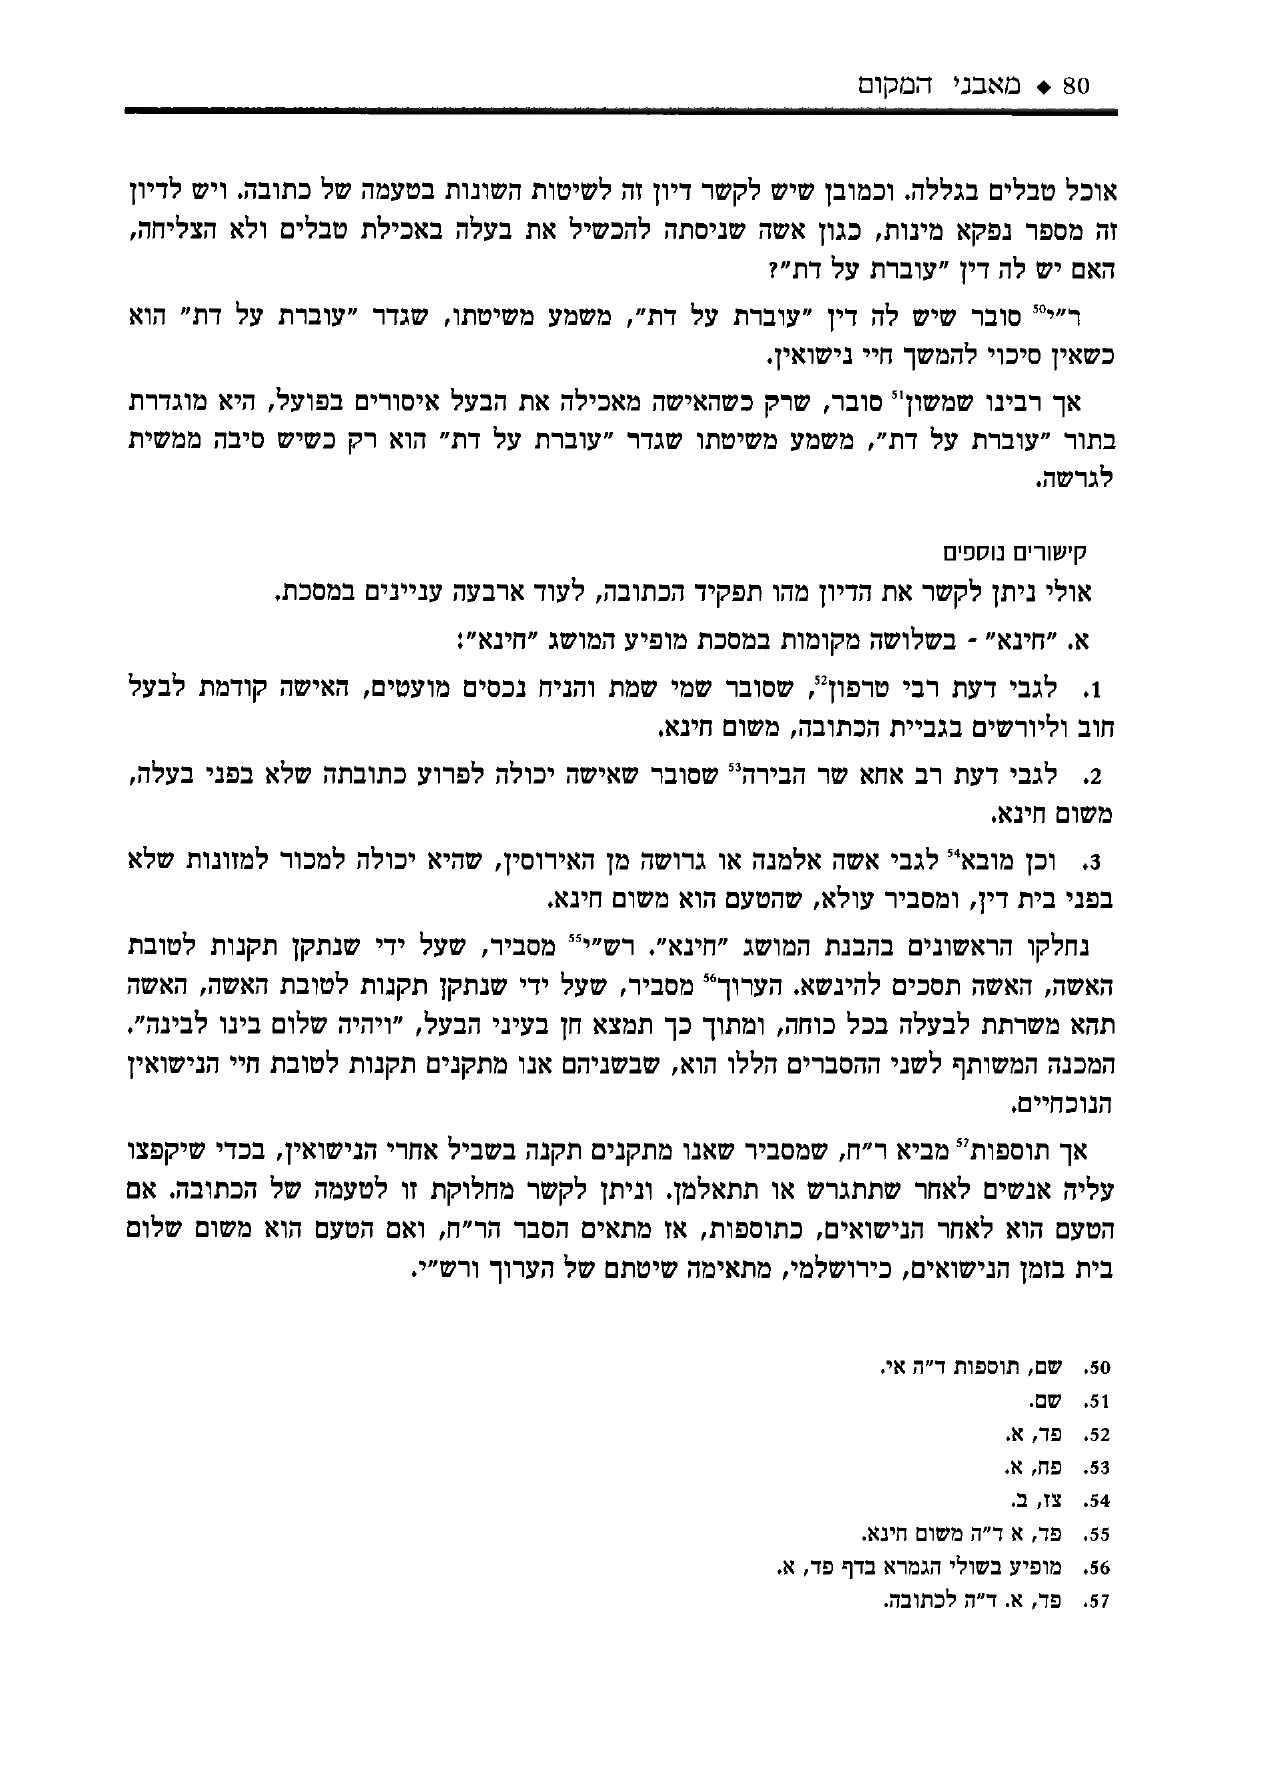 80 ◆ מאבני המקום
אוכל טבלים בגללה. וכמובן שיש לקשר דיון זה לשיטות השונות בטעמה של כתובה. ויש לדיון
זה מספר נפקא מינות, כגון אשה שניסתה להכשיל את בעלה באכילת טבלים ולא הצליחה,
האם יש לה דין "עוברת על דת"?
ר"י50 סובר שיש לה דין "עוברת על דת", משמע משיטתו, שגדר "עוברת על דת" הוא
כשאין סיכוי להמשך חיי נישואין.
אך רבינו שמשון51 סובר, שרק כשהאישה מאכילה את הבעל איסורים בפועל, היא מוגדרת
בתור "עוברת על דת", משמע משיטתו שגדר "עוברת על דת" הוא רק כשיש סיבה ממשית
לגרשה.
קישורים נוספים
אולי ניתן לקשר את הדיון מהו תפקיד הכתובה, לעוד ארבעה עניינים במסכת.
א. "חינא" - בשלושה מקומות במסכת מופיע המושג "חינא":
1. לגבי דעת רבי טרפון52, שסובר שמי שמת והניח נכסים מועטים, האישה קודמת לבעל
חוב וליורשים בגביית הכתובה, משום חינא.
2. לגבי דעת רב אחא שר הבירה53 שסובר שאישה יכולה לפרוע כתובתה שלא בפני בעלה,
משום חינא.
3. וכן מובא54 לגבי אשה אלמנה או גרושה מן האירוסין, שהיא יכולה למכור למזונות שלא
בפני בית דין, ומסביר עולא, שהטעם הוא משום חינא.
נחלקו הראשונים בהבנת המושג "חינא". רש"י55 מסביר, שעל ידי שנתקן תקנות לטובת
האשה, האשה תסכים להינשא. הערוך56 מסביר, שעל ידי שנתקן תקנות לטובת האשה, האשה
תהא משרתת לבעלה בכל כוחה, ומתוך כך תמצא חן בעיני הבעל, "ויהיה שלום בינו לבינה".
המכנה המשותף לשני ההסברים הללו הוא, שבשניהם אנו מתקנים תקנות לטובת חיי הנישואין
הנוכחיים.
אך תוספות57 מביא ר"ח, שמסביר שאנו מתקנים תקנה בשביל אחרי הנישואין, בכדי שיקפצו
עליה אנשים לאחר שתתגרש או תתאלמן. וניתן לקשר מחלוקת זו לטעמה של הכתובה. אם
הטעם הוא לאחר הנישואים, כתוספות, אז מתאים הסבר הר"ח, ואם הטעם הוא משום שלום
בית בזמן הנישואים, כירושלמי, מתאימה שיטתם של הערוך ורש"י.
50. שם, תוספות ד"ה אי.
51. שם.
52. פד, א.
53. פח, א.
54. צז, ב.
55. פד, א ד"ה משום חינא.
56. מופיע בשולי הגמרא בדף פד, א.
57. פד, א. ד"ה לכתובה.